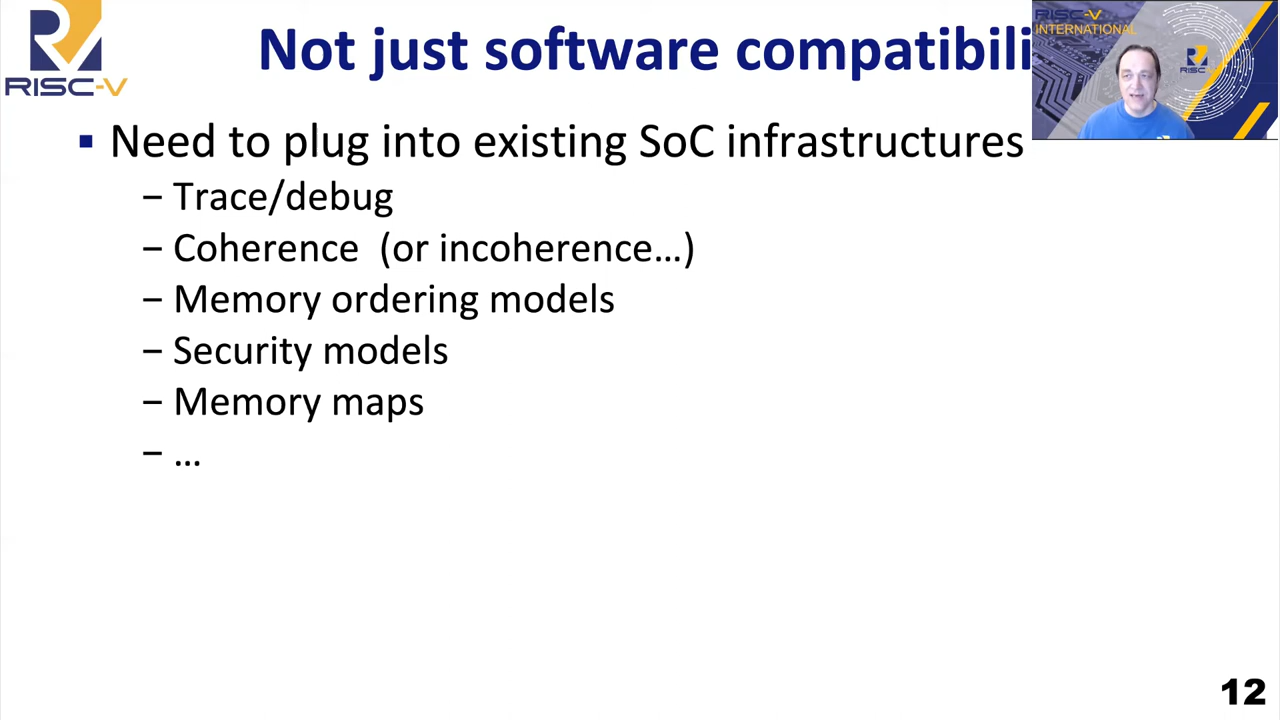 RISC-V
Not just software compatibili
RISC-V
INTERNATIONAL
RISC-V
▪ Need to plug into existing SoC infrastructures
– Trace/debug
– Coherence (or incoherence…)
– Memory ordering models
– Security models
– Memory maps
– …
12